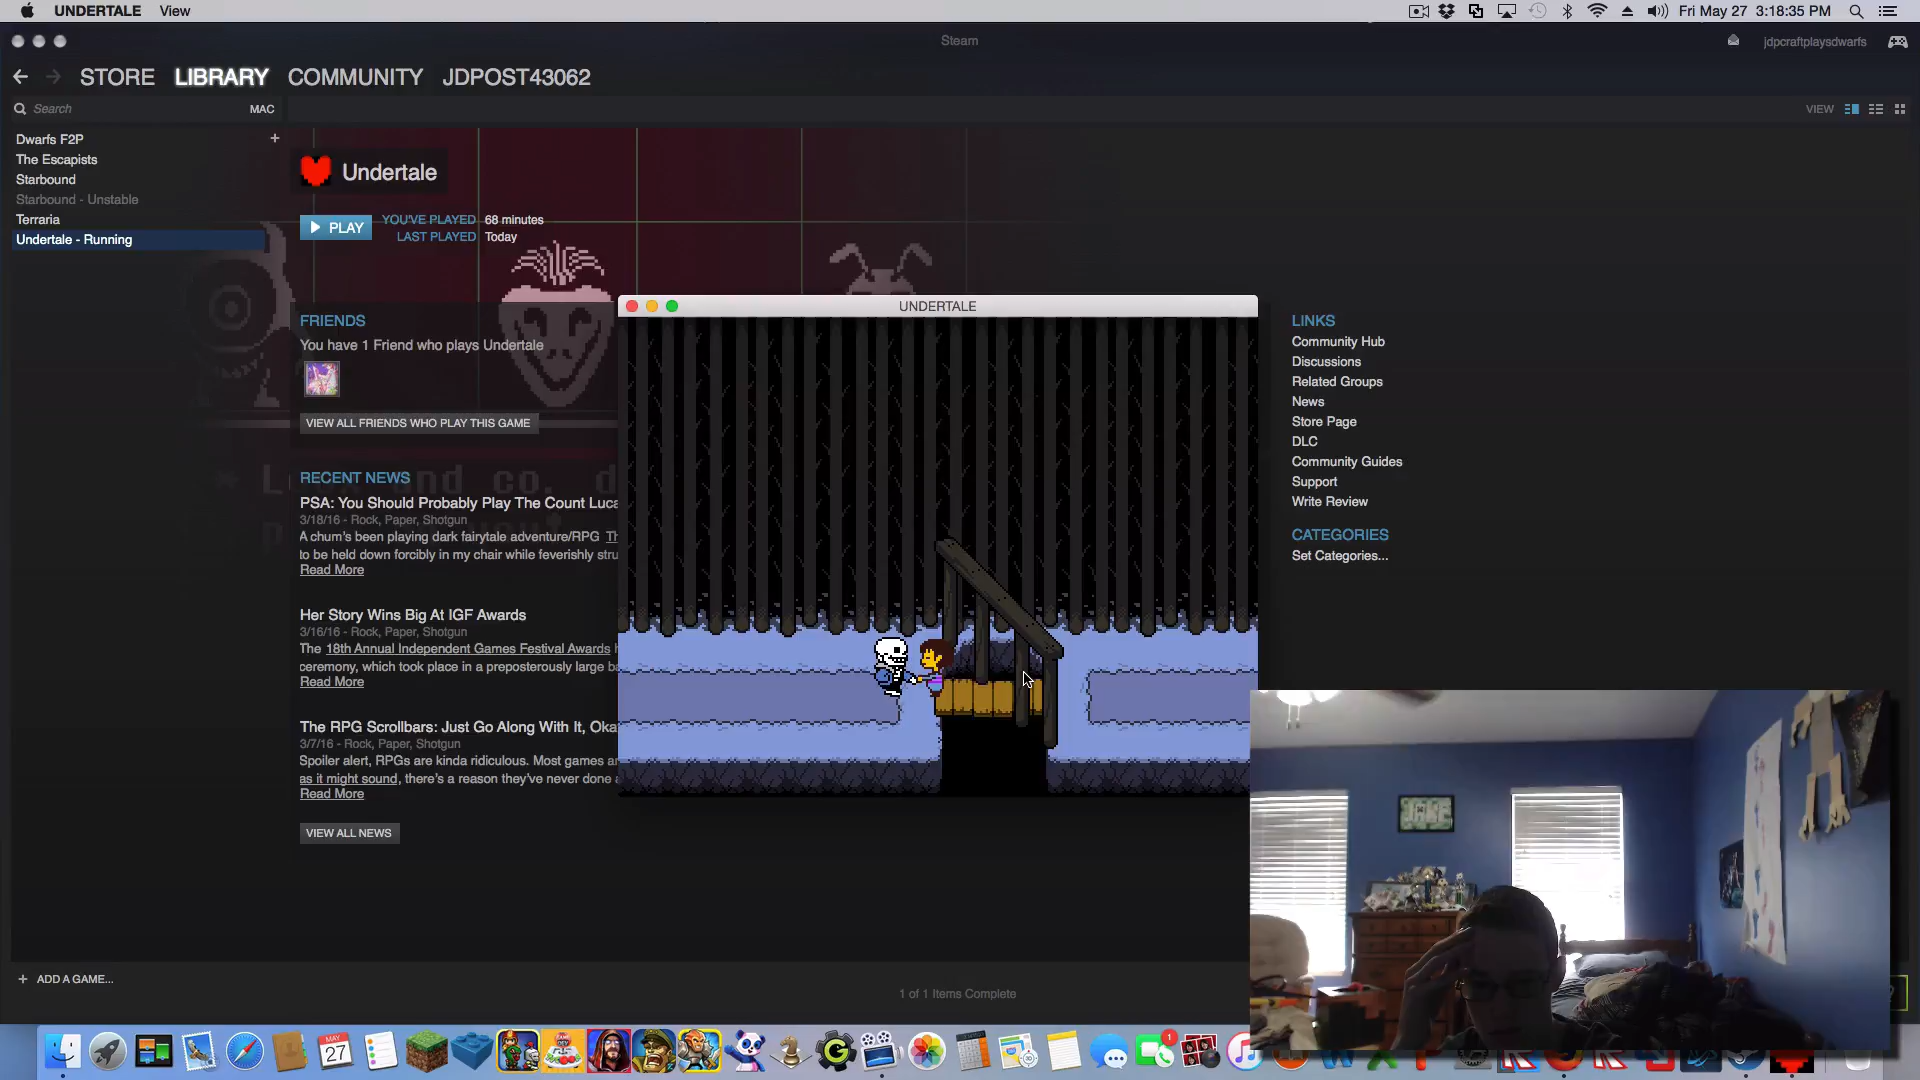 UNDERTALE View
Fri May 27 3:18:35 PM
Steam
jdpcraftplaysdwarfs
STORE LIBRARY COMMUNITY JDPOST43062
Search MAC
VIEW
Dwarfs F2P +
The Escapists
Starbound
Starbound - Unstable
Terraria
Undertale - Running
Undertale
PLAY
YOU'VE PLAYED 68 minutes
LAST PLAYED Today
FRIENDS
You have 1 Friend who plays Undertale
VIEW ALL FRIENDS WHO PLAY THIS GAME
RECENT NEWS
PSA: You Should Probably Play The Count Luca
3/18/16 - Rock, Paper, Shotgun
A chum's been playing dark fairytale adventure/RPG Th
to be held down forcibly in my chair while feverishly stru
Read More
Her Story Wins Big At IGF Awards
3/16/16 - Rock, Paper, Shotgun
The 18th Annual Independent Games Festival Awards h
ceremony, which took place in a preposterously large ba
Read More
The RPG Scrollbars: Just Go Along With It, Oka
3/7/16 - Rock, Paper, Shotgun
Spoiler alert, RPGs are kinda ridiculous. Most games ar
as it might sound, there's a reason they've never done a
Read More
VIEW ALL NEWS
UNDERTALE
LINKS
Community Hub
Discussions
Related Groups
News
Store Page
DLC
Community Guides
Support
Write Review
CATEGORIES
Set Categories...
JAKE
+ ADD A GAME...
1 of 1 Items Complete
MAY
27
1